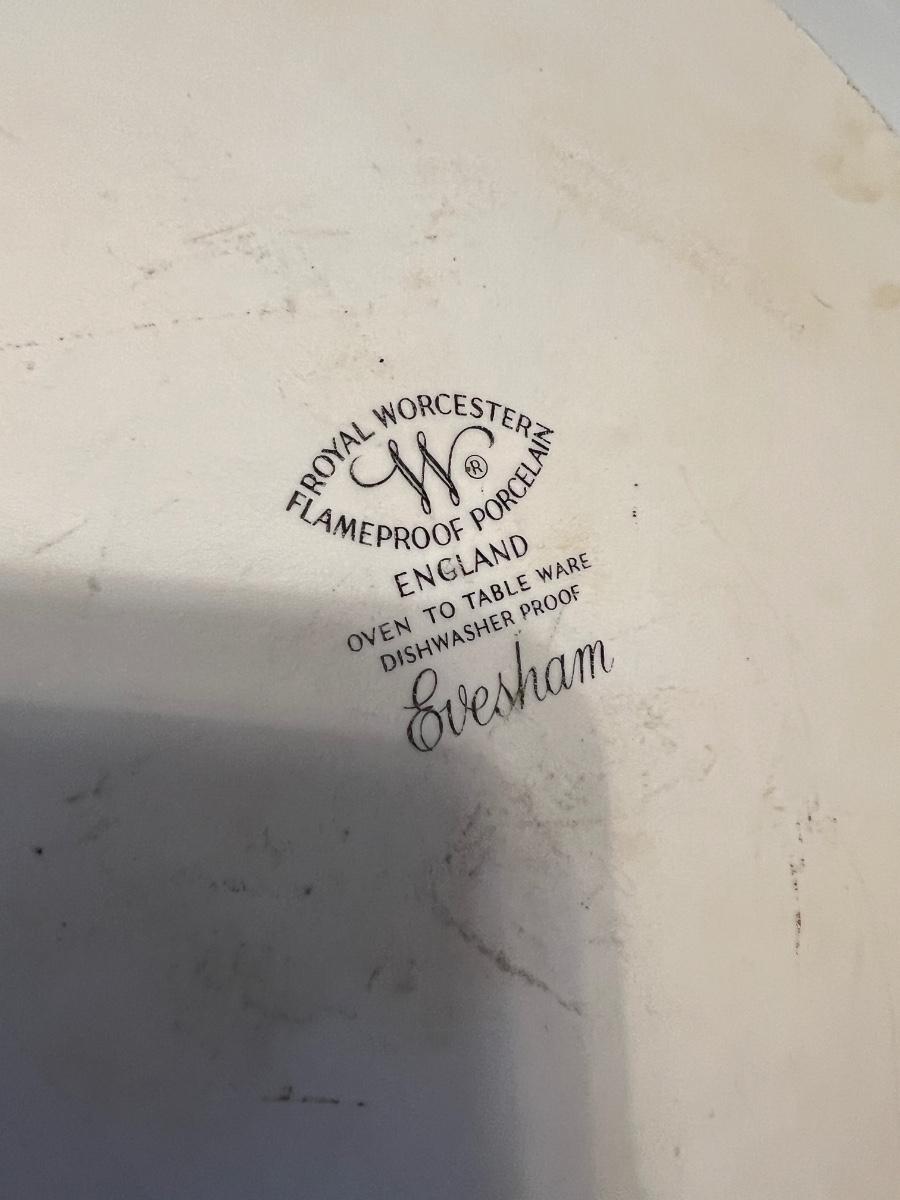 ROYAL WORCESTER
W ®
FLAMEPROOF PORCELAIN
ENGLAND
OVEN TO TABLE WARE
DISHWASHER PROOF
Evesham